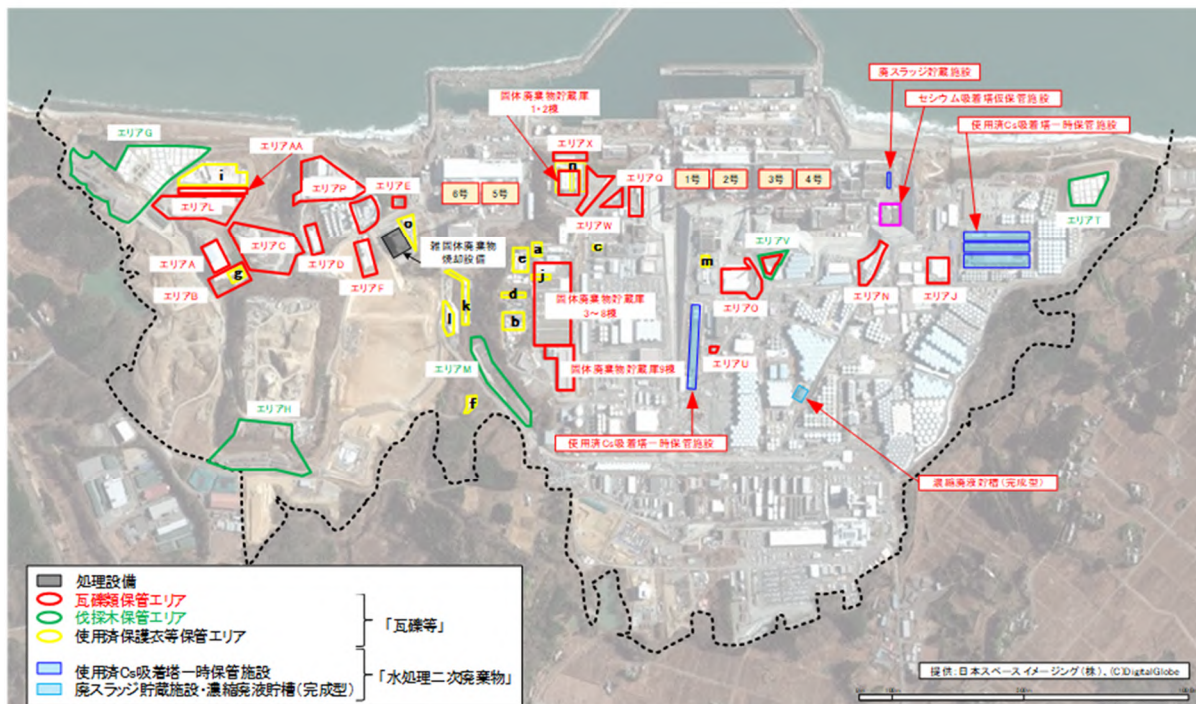 廃スラッジ貯蔵施設
固体廃棄物貯蔵庫
1・2棟
セシウム吸着塔仮保管施設
使用済Cs吸着塔一時保管施設
エリアG
エリアAA
エリアX
i
エリアP
エリアE
n
エリアQ
6号
5号
1号
2号
3号
4号
エリアT
エリアL
エリアW
o
エリアC
雑固体廃棄物
焼却設備
エリアA
g
エリアD
エリアF
エリアB
a
e
c
j
エリアV
m
d
固体廃棄物貯蔵庫
3～8棟
エリアO
エリアN
エリアJ
k
l
b
エリアM
固体廃棄物貯蔵庫9棟
エリアU
エリアH
f
使用済Cs吸着塔一時保管施設
濃縮廃液貯槽(完成型)
処理設備
瓦礫類保管エリア
伐採木保管エリア
使用済保護衣等保管エリア
「瓦礫等」
使用済Cs吸着塔一時保管施設
廃スラッジ貯蔵施設・濃縮廃液貯槽(完成型)
「水処理二次廃棄物」
提供:日本スペースイメージング(株)、(C)DigitalGlobe